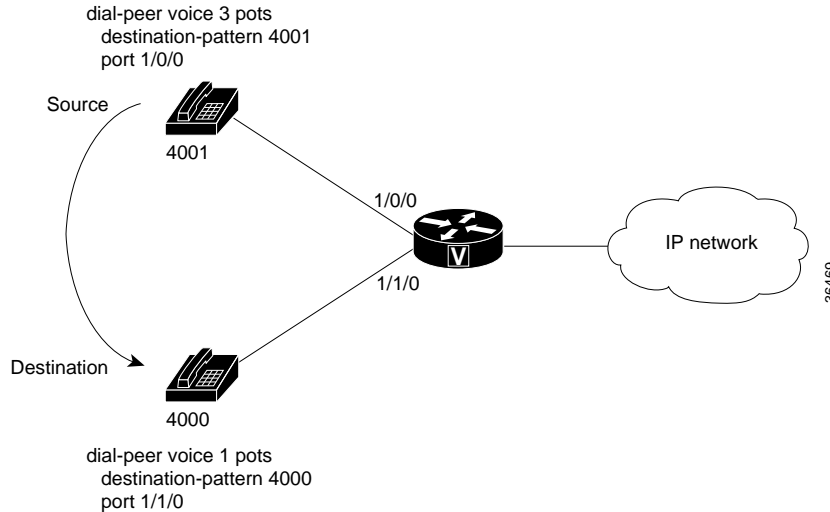 dial-peer voice 3 pots
destination-pattern 4001
port 1/0/0
Source
4001
1/0/0
IP network
V
1/1/0
36469
Destination
4000
dial-peer voice 1 pots
destination-pattern 4000
port 1/1/0